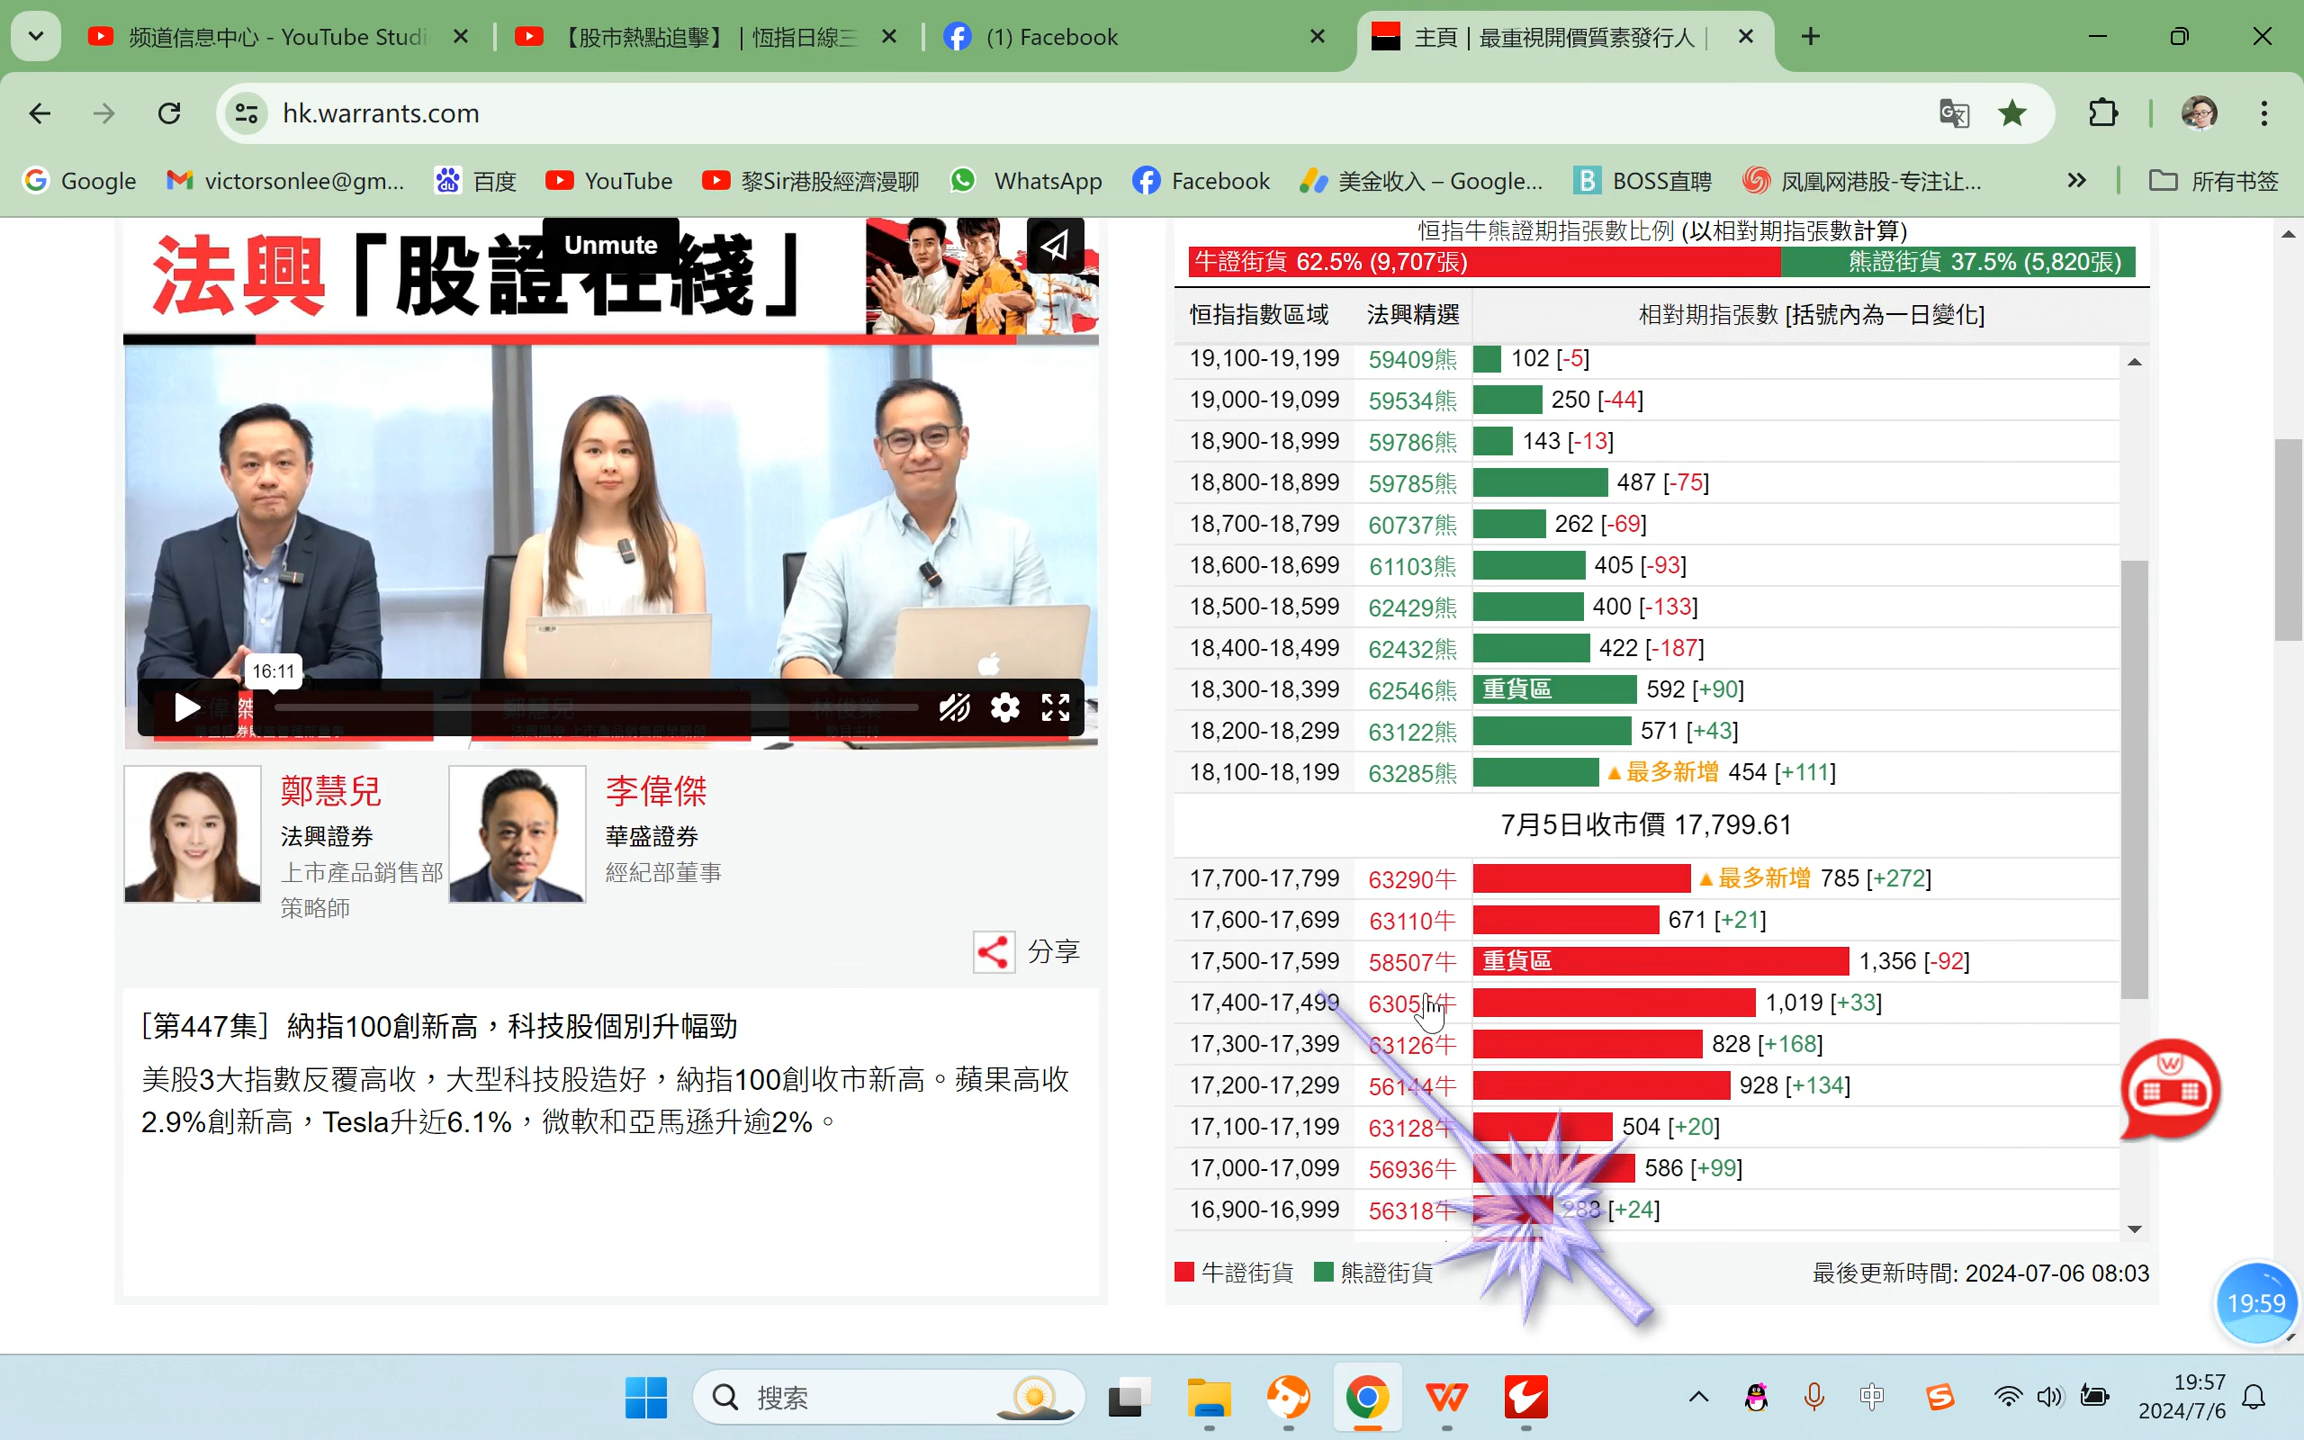 频道信息中心 - YouTube Studi
【股市熱點追擊】 | 恆指日線三
(1) Facebook
主頁 | 最重視開價質素發行人 |
hk.warrants.com
Google
victorsonlee@gm...
百度
YouTube
黎Sir港股經濟漫聊
WhatsApp
Facebook
美金收入 – Google...
BOSS直聘
凤凰网港股-专注让...
所有书签
法興「股證在綫」
Unmute
16:11
鄭慧兒
法興證券
上市產品銷售部
策略師
李偉傑
華盛證券
經紀部董事
分享
[第447集] 納指100創新高，科技股個別升幅勁
美股3大指數反覆高收，大型科技股造好，納指100創收市新高。蘋果高收
2.9%創新高，Tesla升近6.1%，微軟和亞馬遜升逾2%。
恒指牛熊證期指張數比例 (以相對期指張數計算)
牛證街貨 62.5% (9,707張) 熊證街貨 37.5% (5,820張)
恒指指數區域 法興精選 相對期指張數 [括號內為一日變化]
19,100-19,199 59409熊 102 [-5]
19,000-19,099 59534熊 250 [-44]
18,900-18,999 59786熊 143 [-13]
18,800-18,899 59785熊 487 [-75]
18,700-18,799 60737熊 262 [-69]
18,600-18,699 61103熊 405 [-93]
18,500-18,599 62429熊 400 [-133]
18,400-18,499 62432熊 422 [-187]
18,300-18,399 62546熊 重貨區 592 [+90]
18,200-18,299 63122熊 571 [+43]
18,100-18,199 63285熊 ▲最多新增 454 [+111]
7月5日收市價 17,799.61
17,700-17,799 63290牛 ▲最多新增 785 [+272]
17,600-17,699 63110牛 671 [+21]
17,500-17,599 58507牛 重貨區 1,356 [-92]
17,400-17,499 1,019 [+33]
17,300-17,399 63126牛 828 [+168]
17,200-17,299 56144牛 928 [+134]
17,100-17,199 63128牛 504 [+20]
17,000-17,099 56936牛 586 [+99]
16,900-16,999 56318牛 288 [+24]
牛證街貨 熊證街貨 最後更新時間: 2024-07-06 08:03
19:59
搜索
中
19:57
2024/7/6